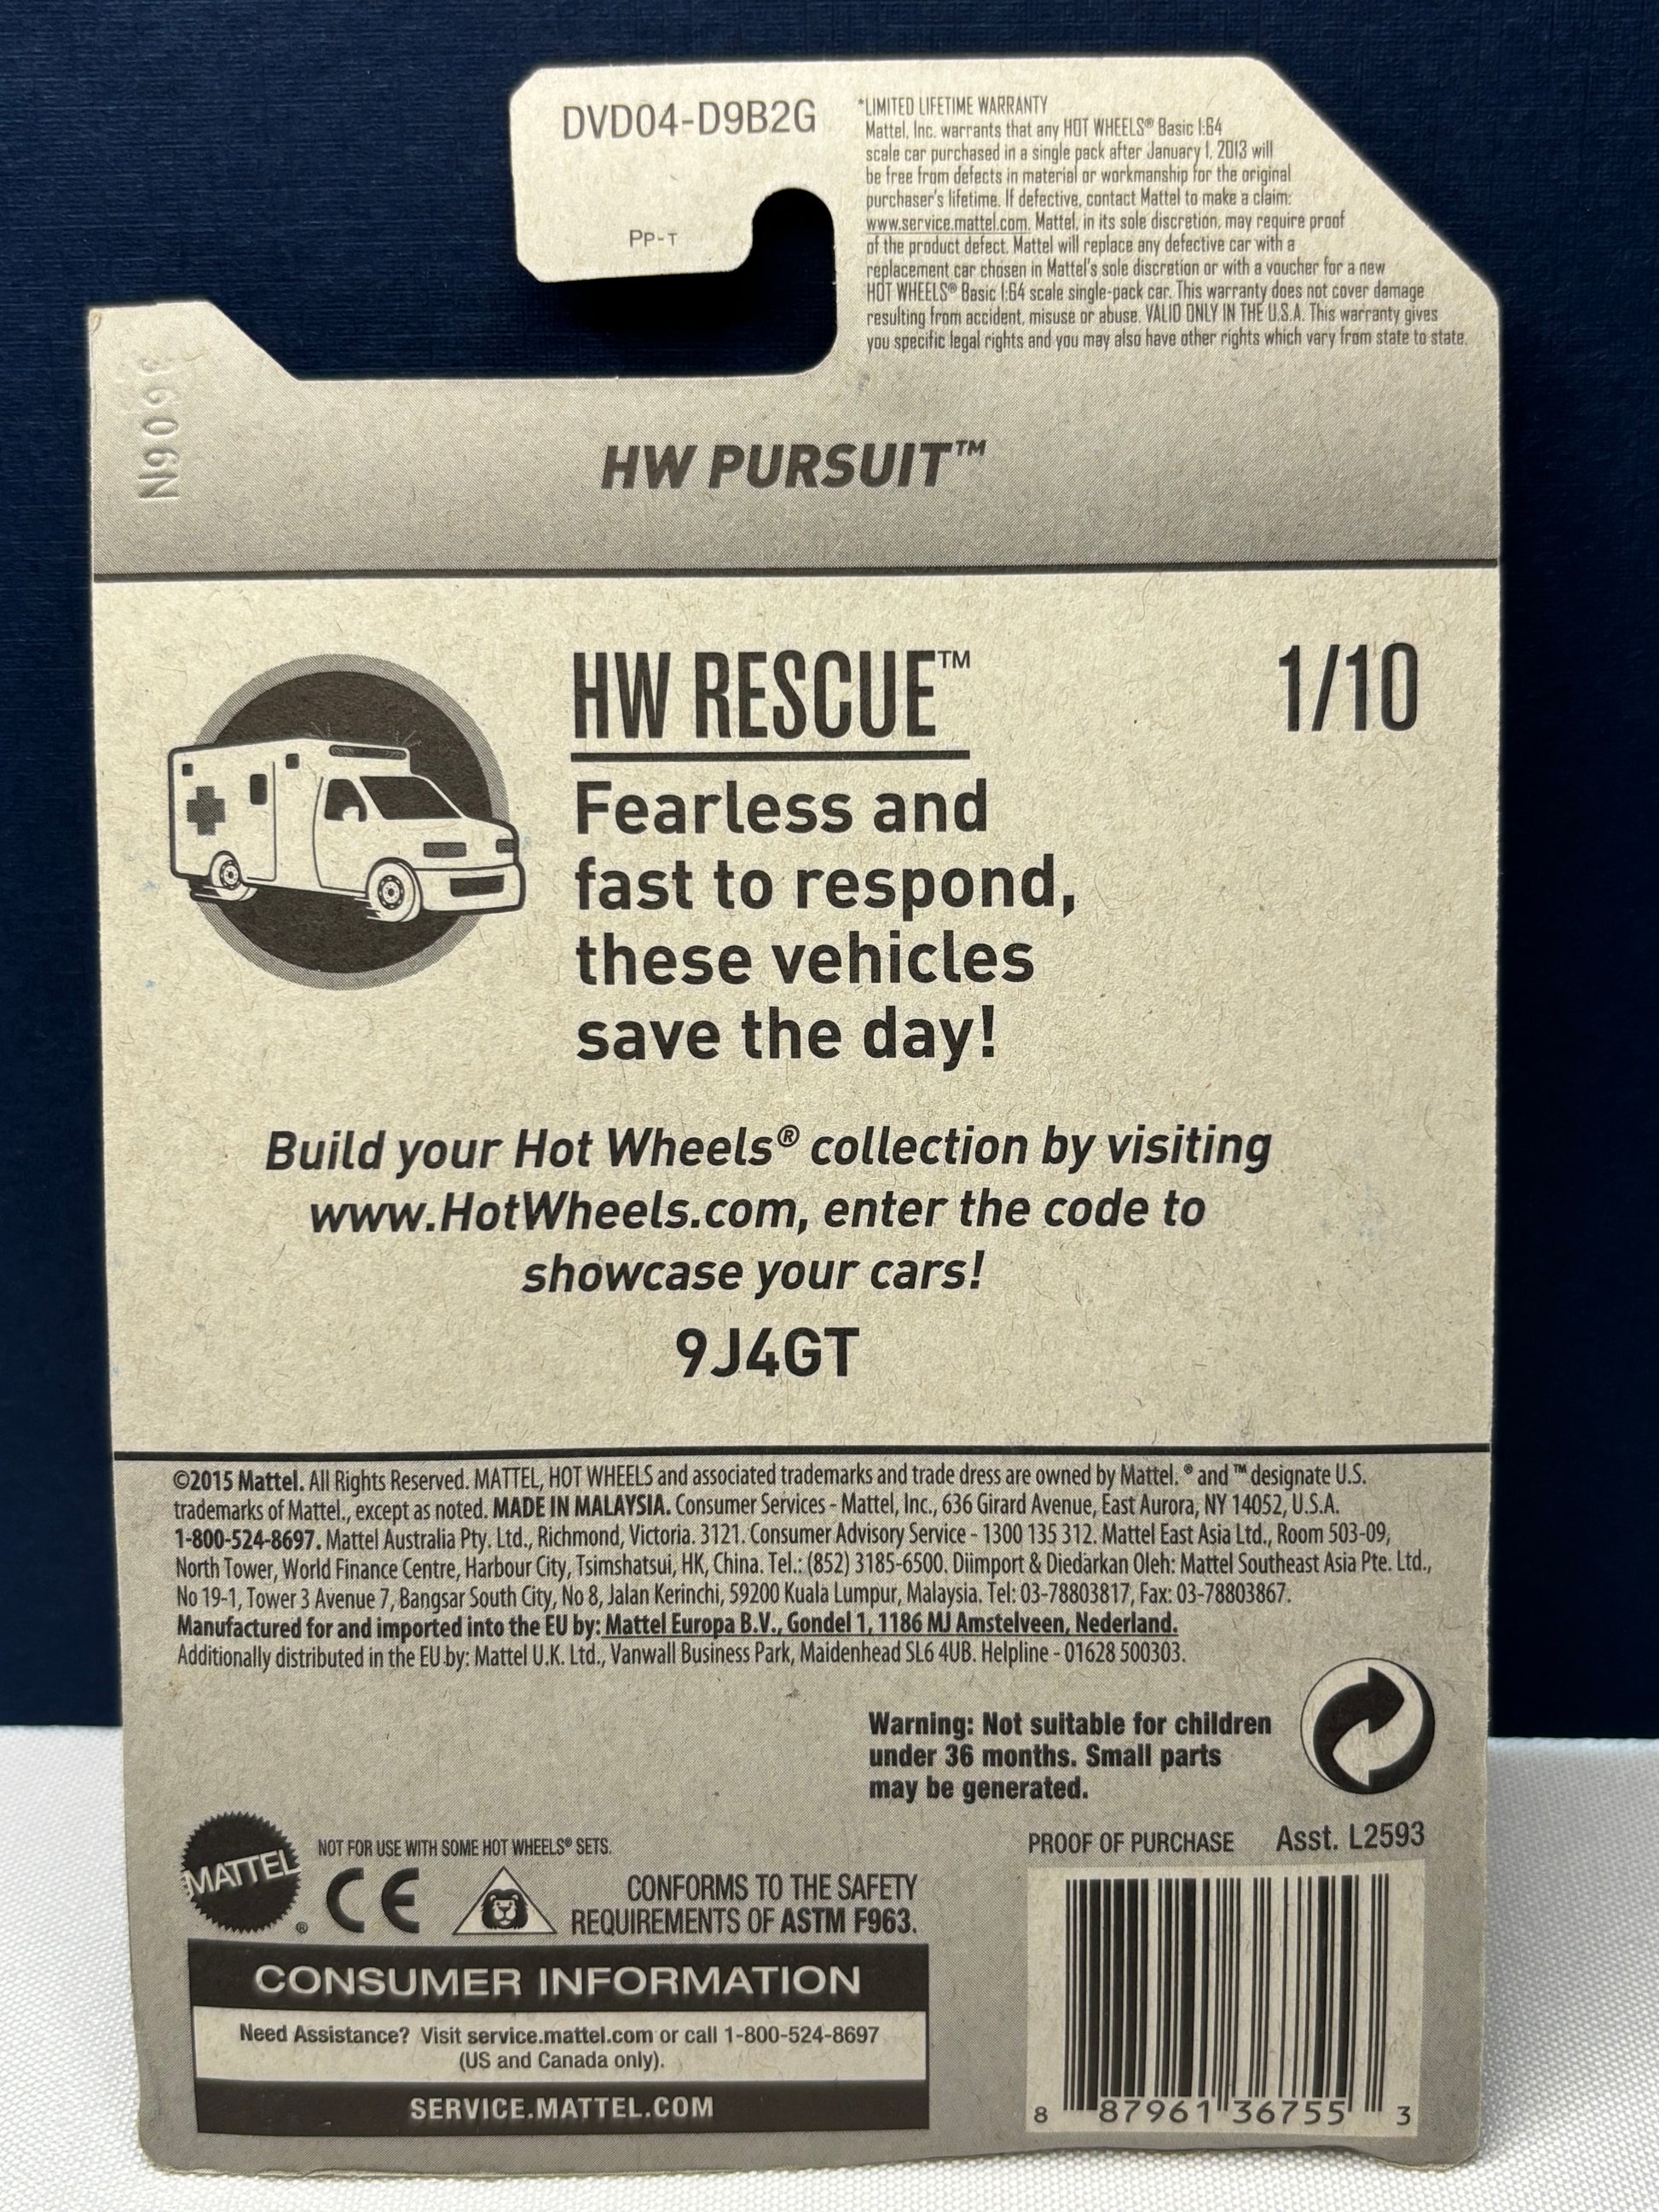 DVD04-D9B2G
Pp-T
*LIMITED LIFETIME WARRANTY
Mattel, Inc. warrants that any HOT WHEELS® Basic 1:64
scale car purchased in a single pack after January 1, 2013 will
be free from defects in material or workmanship for the original
purchaser's lifetime. If defective, contact Mattel to make a claim:
www.service.mattel.com. Mattel, in its sole discretion, may require proof
of the product defect. Mattel will replace any defective car with a
replacement car chosen in Mattel's sole discretion or with a voucher for a new
HOT WHEELS® Basic 1:64 scale single-pack car. This warranty does not cover damage
resulting from accident, misuse or abuse. VALID ONLY IN THE U.S.A. This warranty gives
you specific legal rights and you may also have other rights which vary from state to state.
HW PURSUIT™
HW RESCUE™
1/10
Fearless and
fast to respond,
these vehicles
save the day!
Build your Hot Wheels® collection by visiting
www.HotWheels.com, enter the code to
showcase your cars!
9J4GT
©2015 Mattel. All Rights Reserved. MATTEL, HOT WHEELS and associated trademarks and trade dress are owned by Mattel. ® and ™ designate U.S.
trademarks of Mattel., except as noted. MADE IN MALAYSIA. Consumer Services - Mattel, Inc., 636 Girard Avenue, East Aurora, NY 14052, U.S.A.
1-800-524-8697. Mattel Australia Pty. Ltd., Richmond, Victoria. 3121. Consumer Advisory Service - 1300 135 312. Mattel East Asia Ltd., Room 503-09,
North Tower, World Finance Centre, Harbour City, Tsimshatsui, HK, China. Tel.: (852) 3185-6500. Diimport & Diedarkan Oleh: Mattel Southeast Asia Pte. Ltd.,
No 19-1, Tower 3 Avenue 7, Bangsar South City, No 8, Jalan Kerinchi, 59200 Kuala Lumpur, Malaysia. Tel: 03-78803817, Fax: 03-78803867.
Manufactured for and imported into the EU by: Mattel Europa B.V., Gondel 1, 1186 MJ Amstelveen, Nederland.
Additionally distributed in the EU by: Mattel U.K. Ltd., Vanwall Business Park, Maidenhead SL6 4UB. Helpline - 01628 500303.
Warning: Not suitable for children
under 36 months. Small parts
may be generated.
MATTEL®
NOT FOR USE WITH SOME HOT WHEELS® SETS.
CE
CONFORMS TO THE SAFETY
REQUIREMENTS OF ASTM F963.
PROOF OF PURCHASE Asst. L2593
CONSUMER INFORMATION
Need Assistance? Visit service.mattel.com or call 1-800-524-8697
(US and Canada only).
SERVICE.MATTEL.COM
8 87961 36755 3